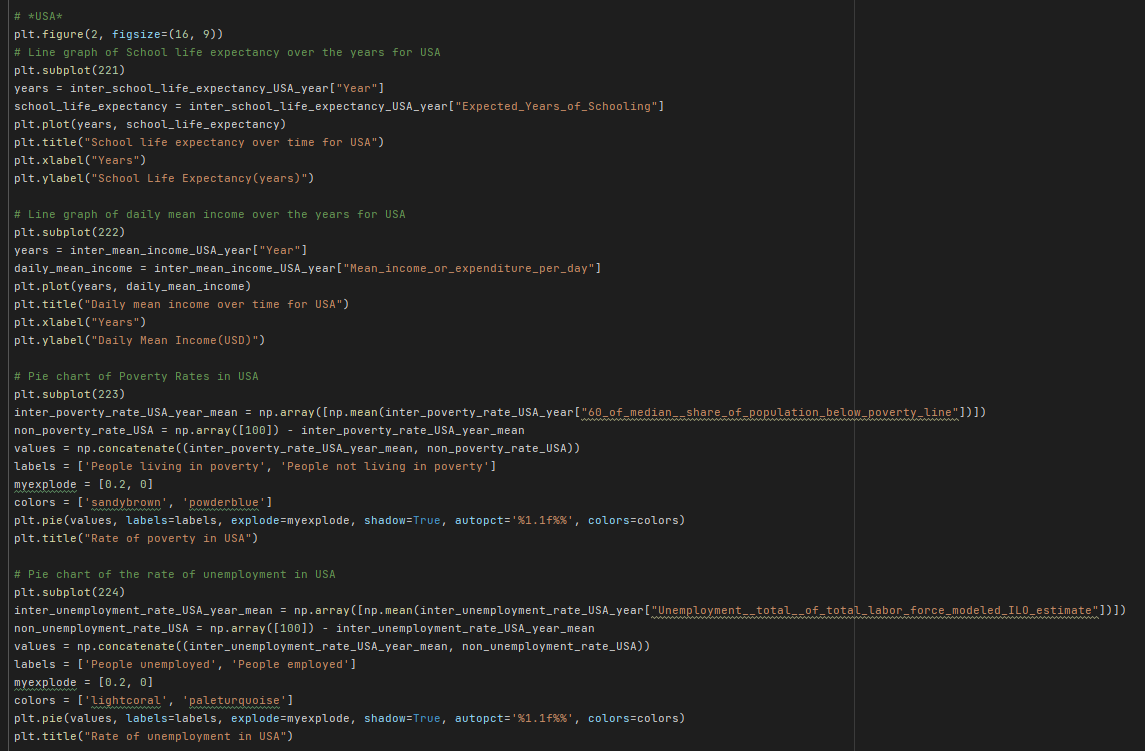 # *USA*
plt.figure(2, figsize=(16, 9))
# Line graph of School life expectancy over the years for USA
plt.subplot(221)
years = inter_school_life_expectancy_USA_year["Year"]
school_life_expectancy = inter_school_life_expectancy_USA_year["Expected_Years_of_Schooling"]
plt.plot(years, school_life_expectancy)
plt.title("School life expectancy over time for USA")
plt.xlabel("Years")
plt.ylabel("School Life Expectancy(years)")

# Line graph of daily mean income over the years for USA
plt.subplot(222)
years = inter_mean_income_USA_year["Year"]
daily_mean_income = inter_mean_income_USA_year["Mean_income_or_expenditure_per_day"]
plt.plot(years, daily_mean_income)
plt.title("Daily mean income over time for USA")
plt.xlabel("Years")
plt.ylabel("Daily Mean Income(USD)")

# Pie chart of Poverty Rates in USA
plt.subplot(223)
inter_poverty_rate_USA_year_mean = np.array([np.mean(inter_poverty_rate_USA_year["60_of_median__share_of_population_below_poverty_line"])])
non_poverty_rate_USA = np.array([100]) - inter_poverty_rate_USA_year_mean
values = np.concatenate((inter_poverty_rate_USA_year_mean, non_poverty_rate_USA))
labels = ['People living in poverty', 'People not living in poverty']
myexplode = [0.2, 0]
colors = ['sandybrown', 'powderblue']
plt.pie(values, labels=labels, explode=myexplode, shadow=True, autopct='%1.1f%%', colors=colors)
plt.title("Rate of poverty in USA")

# Pie chart of the rate of unemployment in USA
plt.subplot(224)
inter_unemployment_rate_USA_year_mean = np.array([np.mean(inter_unemployment_rate_USA_year["Unemployment__total__of_total_labor_force_modeled_ILO_estimate"])])
non_unemployment_rate_USA = np.array([100]) - inter_unemployment_rate_USA_year_mean
values = np.concatenate((inter_unemployment_rate_USA_year_mean, non_unemployment_rate_USA))
labels = ['People unemployed', 'People employed']
myexplode = [0.2, 0]
colors = ['lightcoral', 'paleturquoise']
plt.pie(values, labels=labels, explode=myexplode, shadow=True, autopct='%1.1f%%', colors=colors)
plt.title("Rate of unemployment in USA")